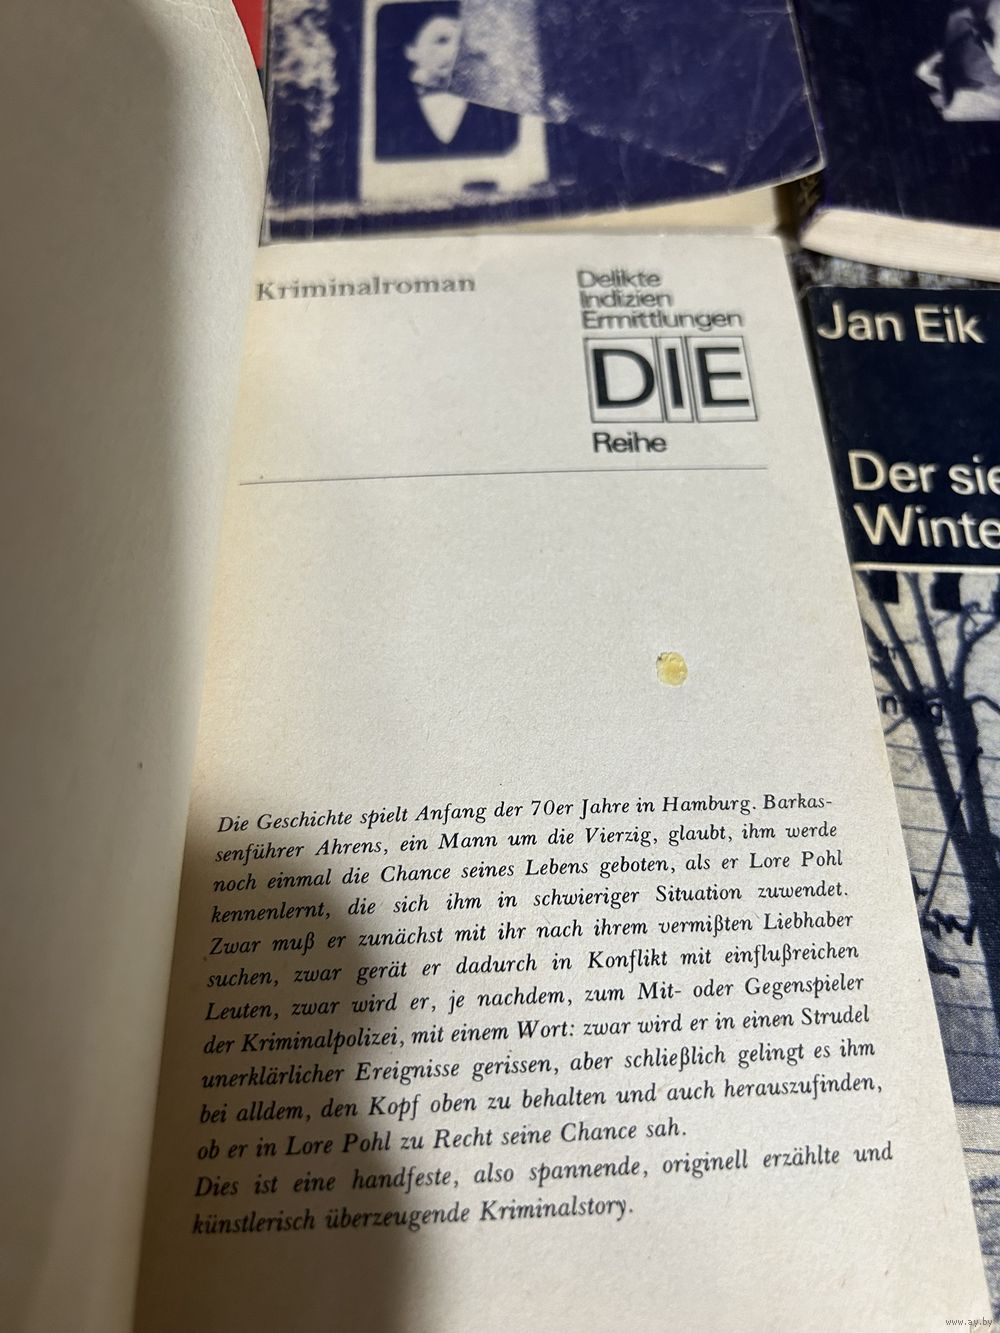 Kriminalroman
Delikte
Indizien
Ermittlungen
DIE
Reihe
Jan Eik
Der sie
Winte
Die Geschichte spielt Anfang der 70er Jahre in Hamburg. Barkas-
senführer Ahrens, ein Mann um die Vierzig, glaubt, ihm werde
noch einmal die Chance seines Lebens geboten, als er Lore Pohl
kennenlernt, die sich ihm in schwieriger Situation zuwendet.
Zwar muß er zunächst mit ihr nach ihrem vermißten Liebhaber
suchen, zwar gerät er dadurch in Konflikt mit einflußreichen
Leuten, zwar wird er, je nachdem, zum Mit- oder Gegenspieler
der Kriminalpolizei, mit einem Wort: zwar wird er in einen Strudel
unerklärlicher Ereignisse gerissen, aber schließlich gelingt es ihm
bei alldem, den Kopf oben zu behalten und auch herauszufinden,
ob er in Lore Pohl zu Recht seine Chance sah.
Dies ist eine handfeste, also spannende, originell erzählte und
künstlerisch überzeugende Kriminalstory.
www.ay.by